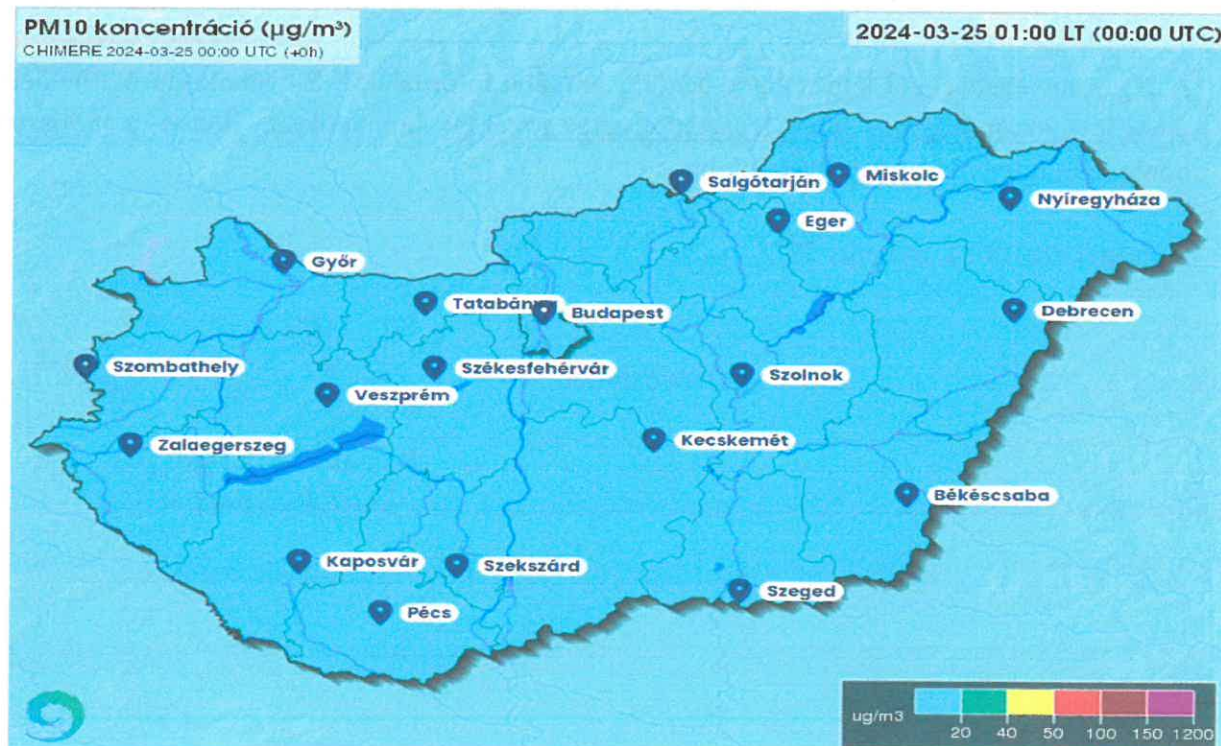 PM10 koncentráció (µg/m³)
CHIMERE 2024-03-25 00:00 UTC (+0h)
2024-03-25 01:00 LT (00:00 UTC)
Salgótarján
Miskolc
Nyíregyháza
Eger
Győr
Tatabánya
Budapest
Debrecen
Szombathely
Székesfehérvár
Szolnok
Veszprém
Zalaegerszeg
Kecskemét
Békéscsaba
Kaposvár
Szekszárd
Szeged
Pécs
ug/m3
20 40 50 100 150 1200